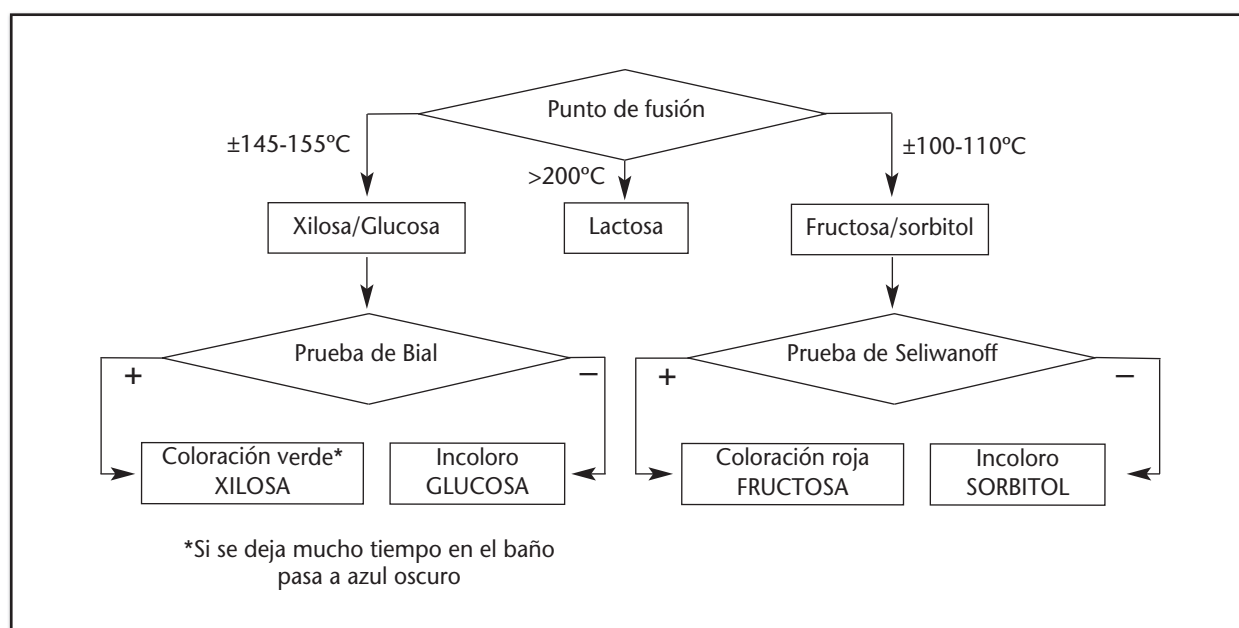 Punto de fusión
±145-155ºC
>200ºC
±100-110ºC
Xilosa/Glucosa
Lactosa
Fructosa/sorbitol
Prueba de Bial
Prueba de Seliwanoff
+
–
+
–
Coloración verde*
XILOSA
Incoloro
GLUCOSA
Coloración roja
FRUCTOSA
Incoloro
SORBITOL
*Si se deja mucho tiempo en el baño
pasa a azul oscuro